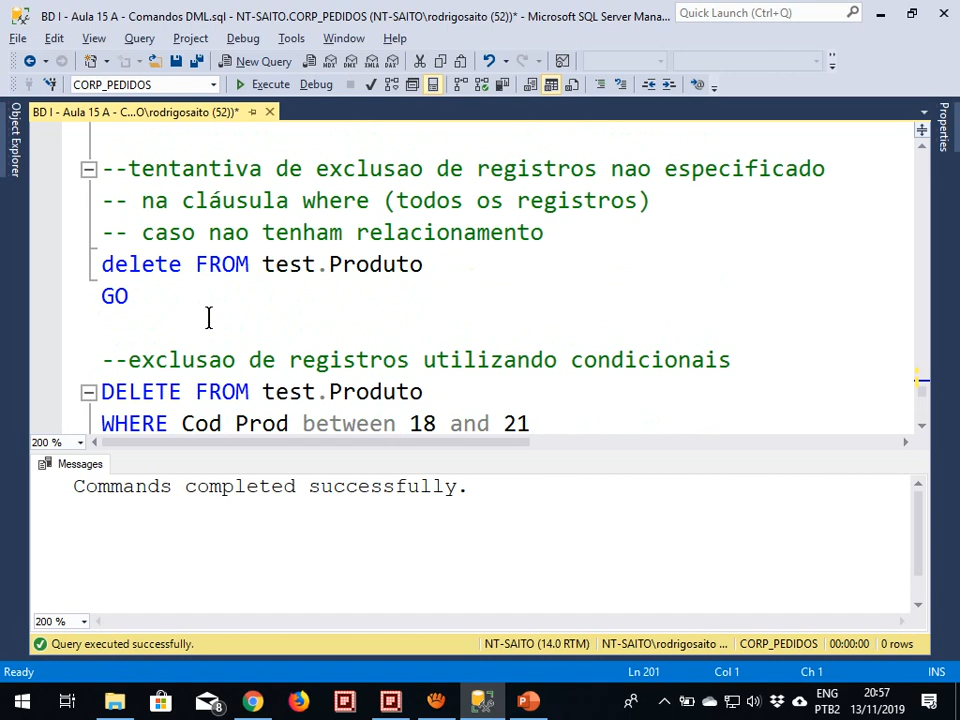 BD I - Aula 15 A - Comandos DML.sql - NT-SAITO.CORP_PEDIDOS (NT-SAITO\rodrigosaito (52))* - Microsoft SQL Server Mana...
Quick Launch (Ctrl+Q)
File Edit View Query Project Debug Tools Window Help
New Query
CORP_PEDIDOS Execute Debug
BD I - Aula 15 A - C...O\rodrigosaito (52))*
Object Explorer
Properties
--tentantiva de exclusao de registros nao especificado
-- na cláusula where (todos os registros)
-- caso nao tenham relacionamento
delete FROM test.Produto
GO
--exclusao de registros utilizando condicionais
DELETE FROM test.Produto
WHERE Cod Prod between 18 and 21
200 %
Messages
Commands completed successfully.
200 %
Query executed successfully. NT-SAITO (14.0 RTM) NT-SAITO\rodrigosaito ... CORP_PEDIDOS 00:00:00 0 rows
Ready Ln 201 Col 1 Ch 1 INS
8
ENG
PTB2
20:57
13/11/2019